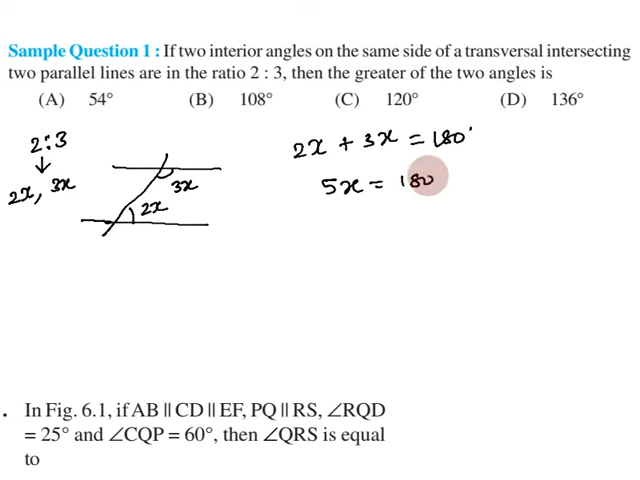 Sample Question 1 : If two interior angles on the same side of a transversal intersecting
two parallel lines are in the ratio 2 : 3, then the greater of the two angles is
(A) 54° (B) 108° (C) 120° (D) 136°
2:3
2x, 3x
3x
2x
2x + 3x = 180°
5x = 180
. In Fig. 6.1, if AB || CD || EF, PQ || RS, ∠RQD
= 25° and ∠CQP = 60°, then ∠QRS is equal
to